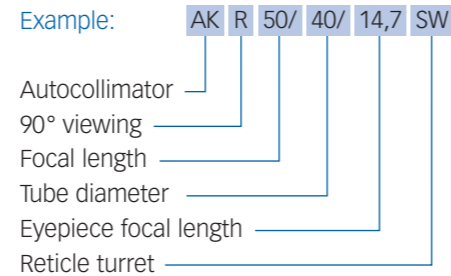 Example: AK R 50/ 40/ 14,7 SW
Autocollimator
90° viewing
Focal length
Tube diameter
Eyepiece focal length
Reticle turret